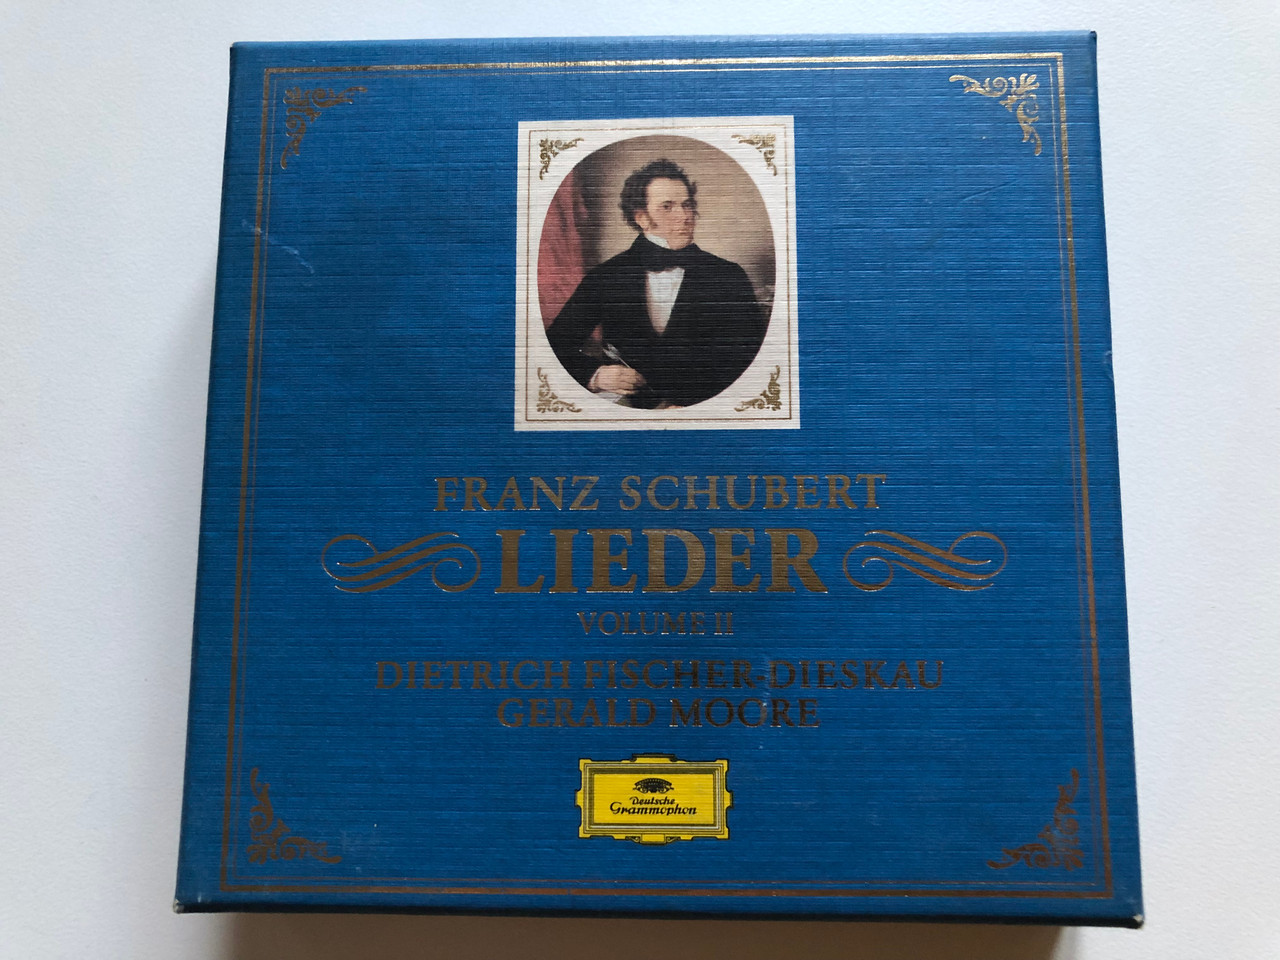 FRANZ SCHUBERT
LIEDER
VOLUME II
DIETRICH FISCHER-DIESKAU
GERALD MOORE
Deutsche
Grammophon